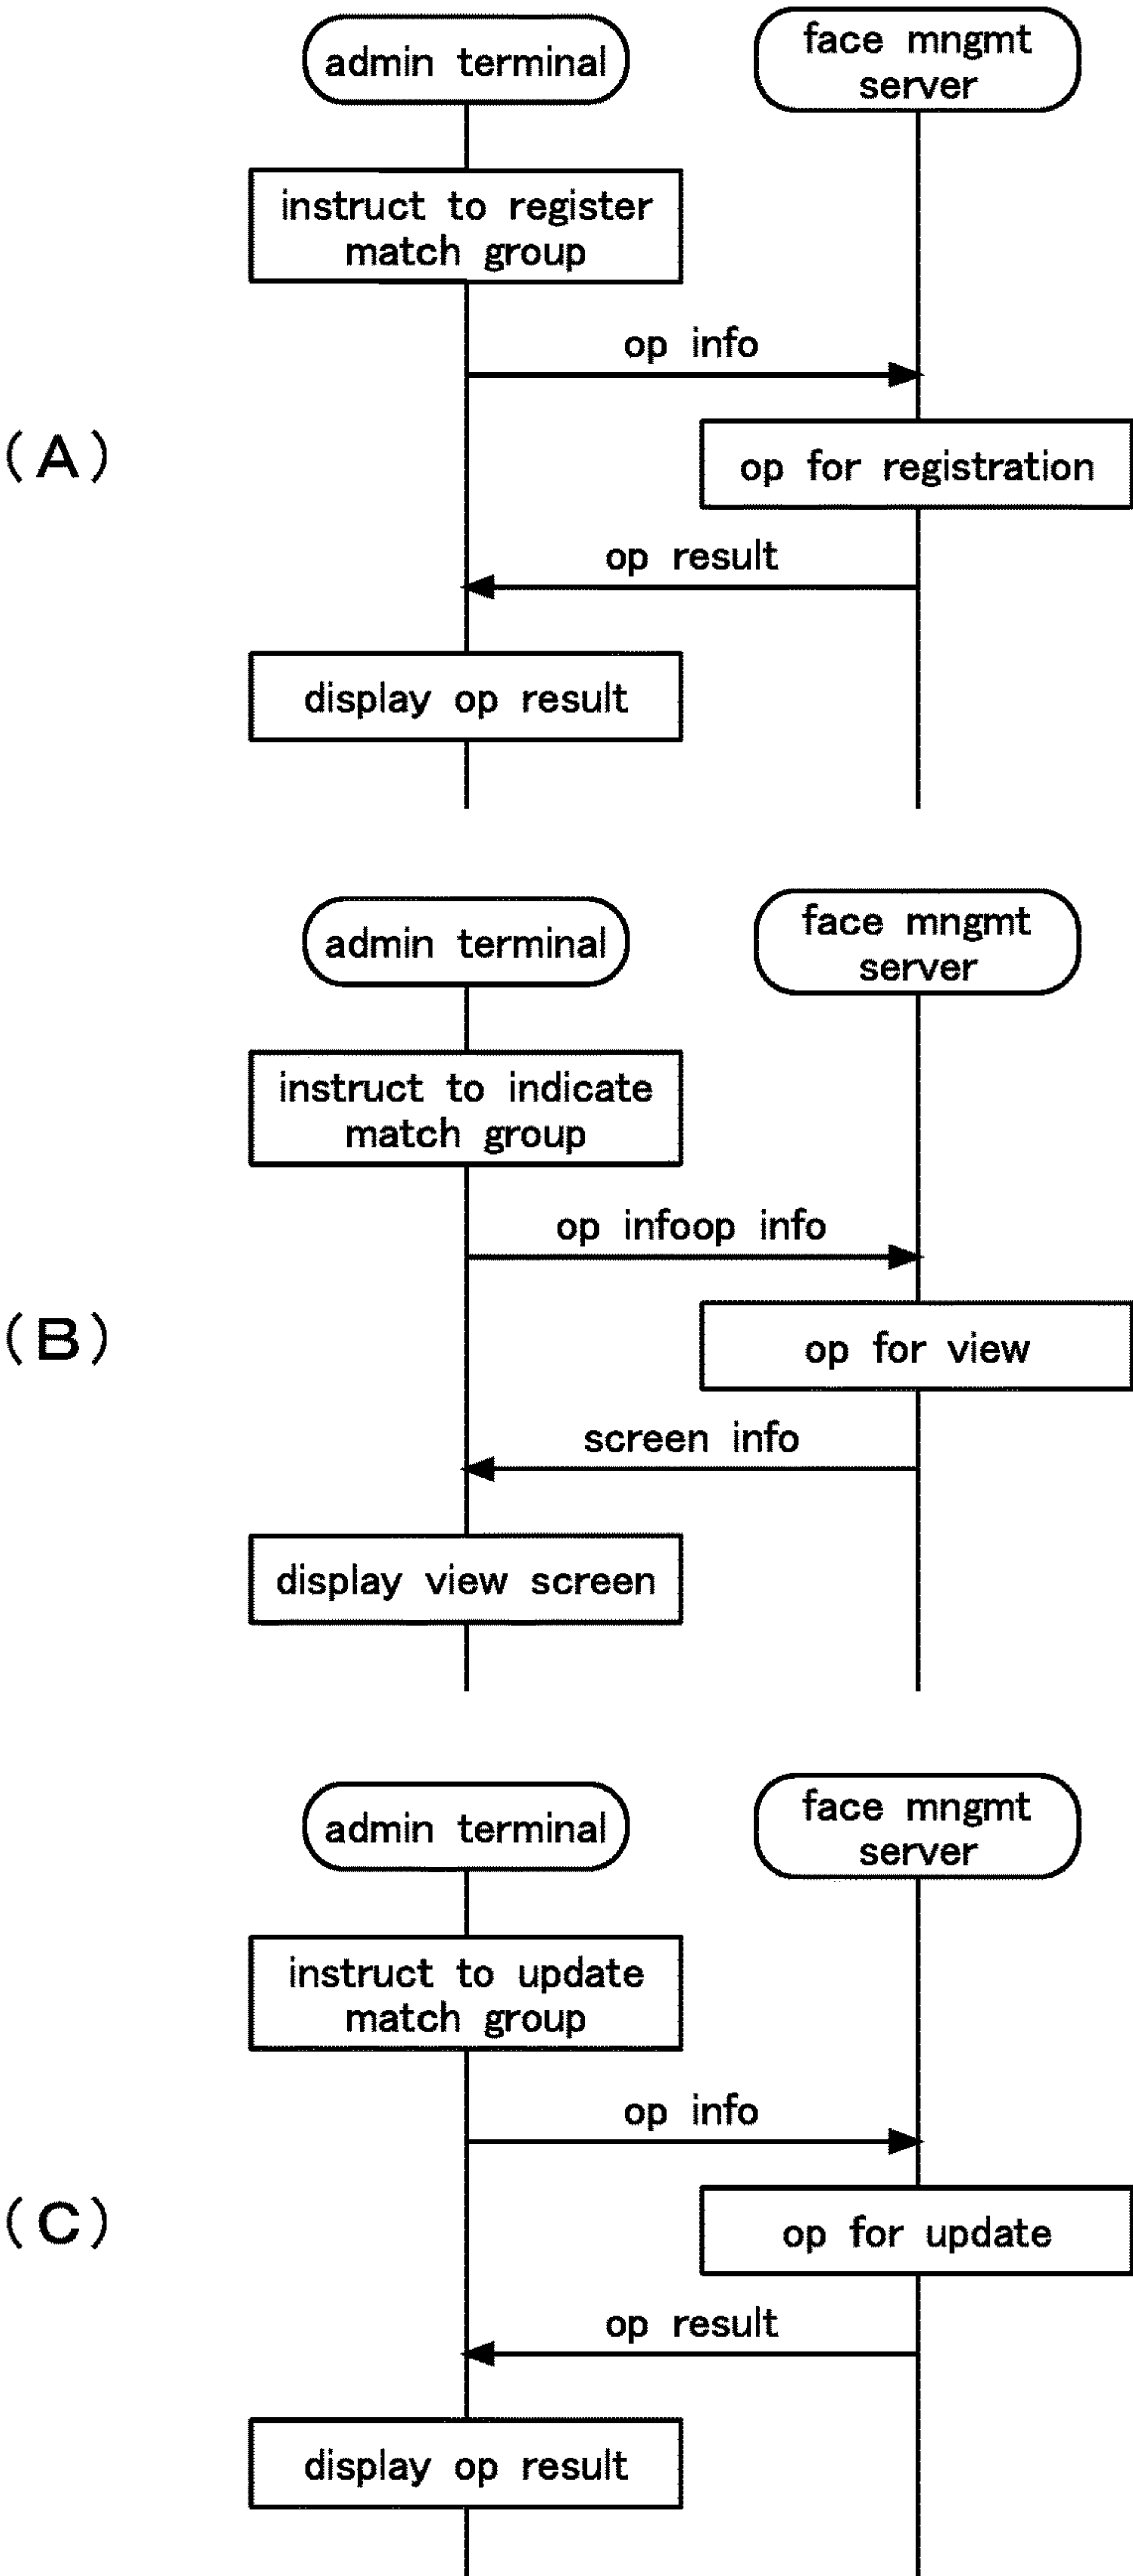 admin terminal
face mngmt
server
instruct to register
match group
op info
(A)
op for registration
op result
display op result
admin terminal
face mngmt
server
instruct to indicate
match group
op infoop info
(B)
op for view
screen info
display view screen
admin terminal
face mngmt
server
instruct to update
match group
op info
(C)
op for update
op result
display op result